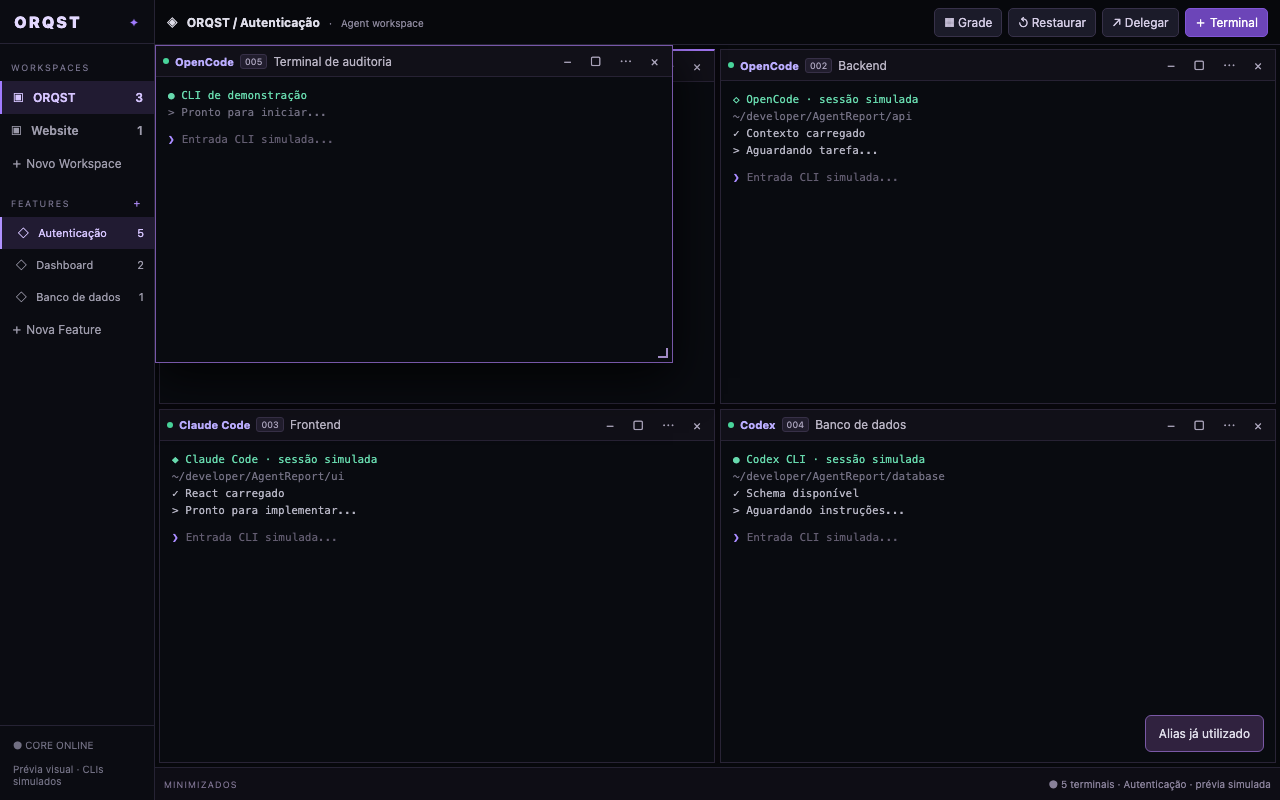 ORQST ✦
WORKSPACES
▣ ORQST 3
▣ Website 1
+ Novo Workspace
FEATURES +
◇ Autenticação 5
◇ Dashboard 2
◇ Banco de dados 1
+ Nova Feature
● CORE ONLINE
Prévia visual · CLIs
simulados
◈ ORQST / Autenticação · Agent workspace
▦ Grade
↺ Restaurar
↗ Delegar
+ Terminal
OpenCode 005 Terminal de auditoria
● CLI de demonstração
> Pronto para iniciar...
❯ Entrada CLI simulada...
OpenCode 002 Backend
◇ OpenCode · sessão simulada
~/developer/AgentReport/api
✓ Contexto carregado
> Aguardando tarefa...
❯ Entrada CLI simulada...
Claude Code 003 Frontend
◆ Claude Code · sessão simulada
~/developer/AgentReport/ui
✓ React carregado
> Pronto para implementar...
❯ Entrada CLI simulada...
Codex 004 Banco de dados
● Codex CLI · sessão simulada
~/developer/AgentReport/database
✓ Schema disponível
> Aguardando instruções...
❯ Entrada CLI simulada...
Alias já utilizado
MINIMIZADOS
● 5 terminais · Autenticação · prévia simulada